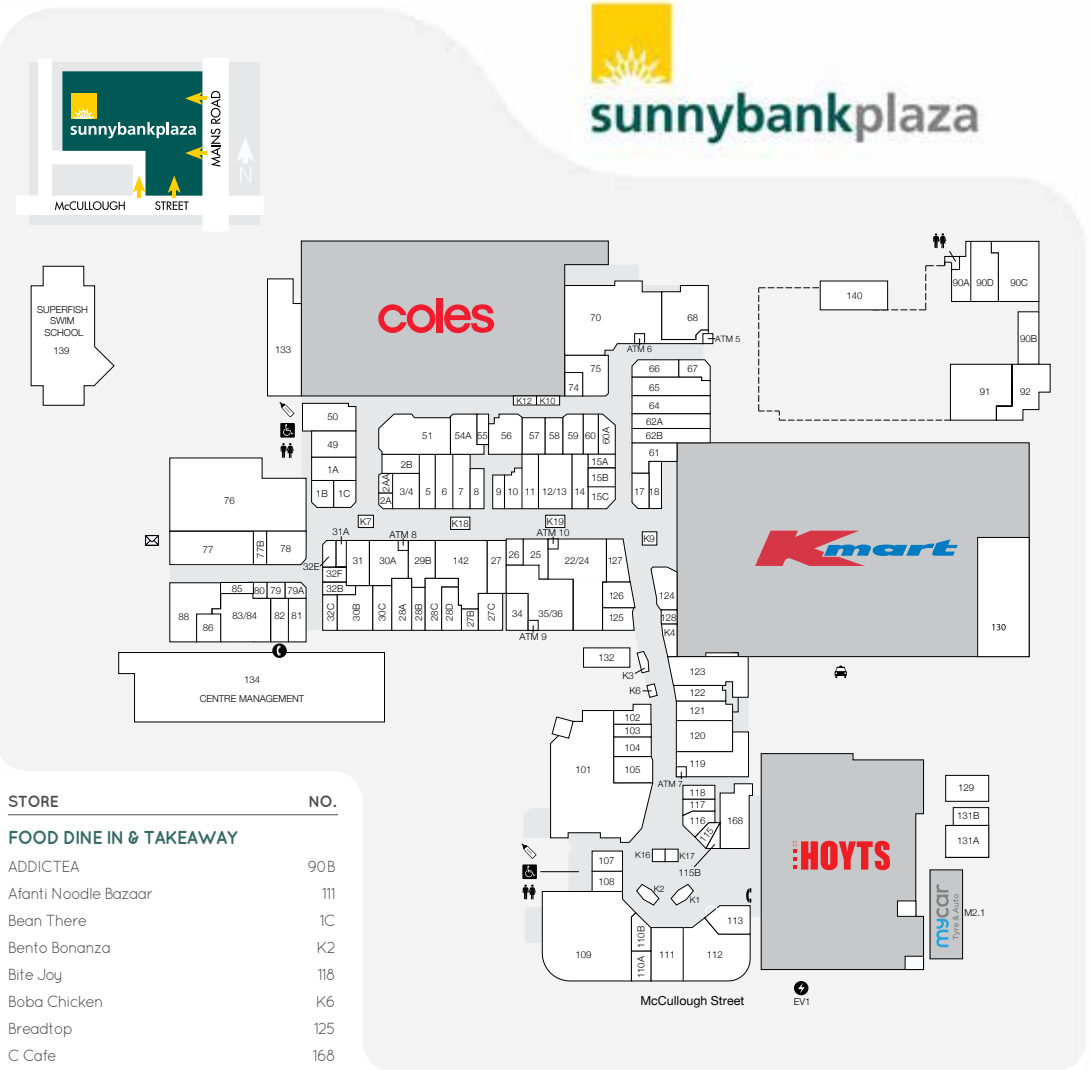 sunnybankplaza
sunnybankplaza
MAINS ROAD
N
McCULLOUGH STREET
SUPERFISH
SWIM
SCHOOL
139
133
coles
70
68
ATM 6
ATM 5
75
74
K12
K10
66
67
65
64
62A
62B
61
17
18
140
90A
90D
90C
90B
91
92
50
49
1A
1B
1C
51
54A
55
56
57
58
59
60
60A
2B
2AA
2A
3/4
5
6
7
8
9
10
11
12/13
14
15A
15B
15C
76
77
77B
78
K7
K18
K19
K9
31A
ATM 8
ATM 10
32E
32F
32B
32C
31
30A
29B
142
27
26
25
22/24
127
30B
30C
28A
28B
28C
28D
27B
27C
34
35/36
126
125
ATM 9
124
128
K4
Kmart
130
88
85
80
79
79A
86
83/84
82
81
134
CENTRE MANAGEMENT
132
K3
K6
123
122
121
120
119
ATM 7
102
103
104
105
101
118
117
116
115
168
115B
K16
K17
107
108
K2
K1
109
110B
110A
111
112
113
HOYTS
129
131B
131A
mycar
Tyre & Auto
M2.1
EV1
McCullough Street
STORE NO.
FOOD DINE IN & TAKEAWAY
ADDICTEA 90B
Afanti Noodle Bazaar 111
Bean There 1C
Bento Bonanza K2
Bite Joy 118
Boba Chicken K6
Breadtop 125
C Cafe 168